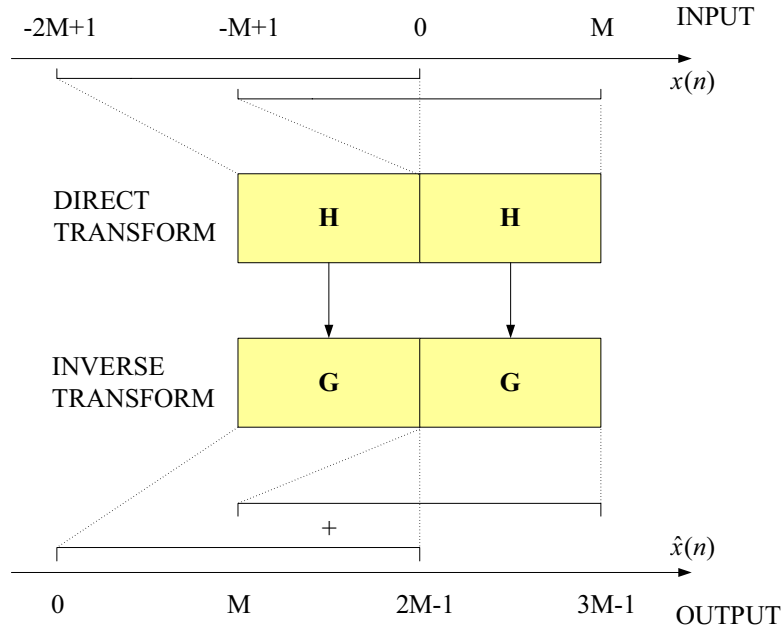 -2M+1 -M+1 0 M INPUT
x(n)
DIRECT
TRANSFORM
H H
INVERSE
TRANSFORM
G G
+
x̂(n)
0 M 2M-1 3M-1 OUTPUT